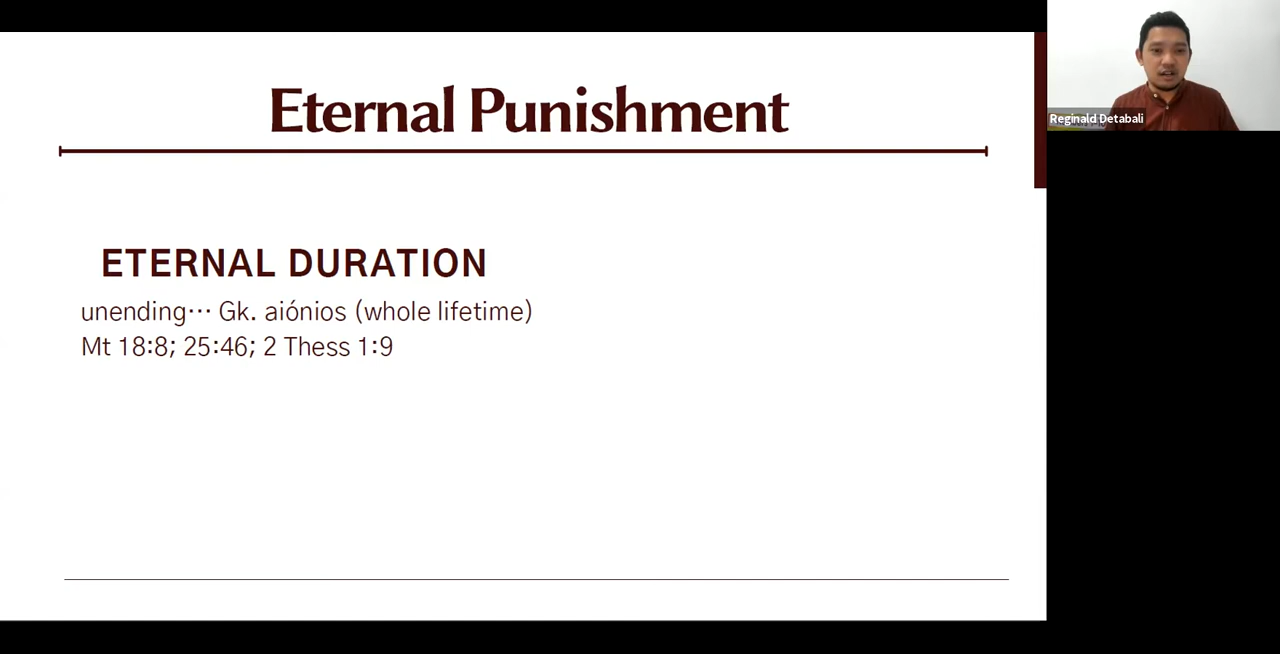 Eternal Punishment
ETERNAL DURATION
unending… Gk. aiónios (whole lifetime)
Mt 18:8; 25:46; 2 Thess 1:9
Reginald Detabali